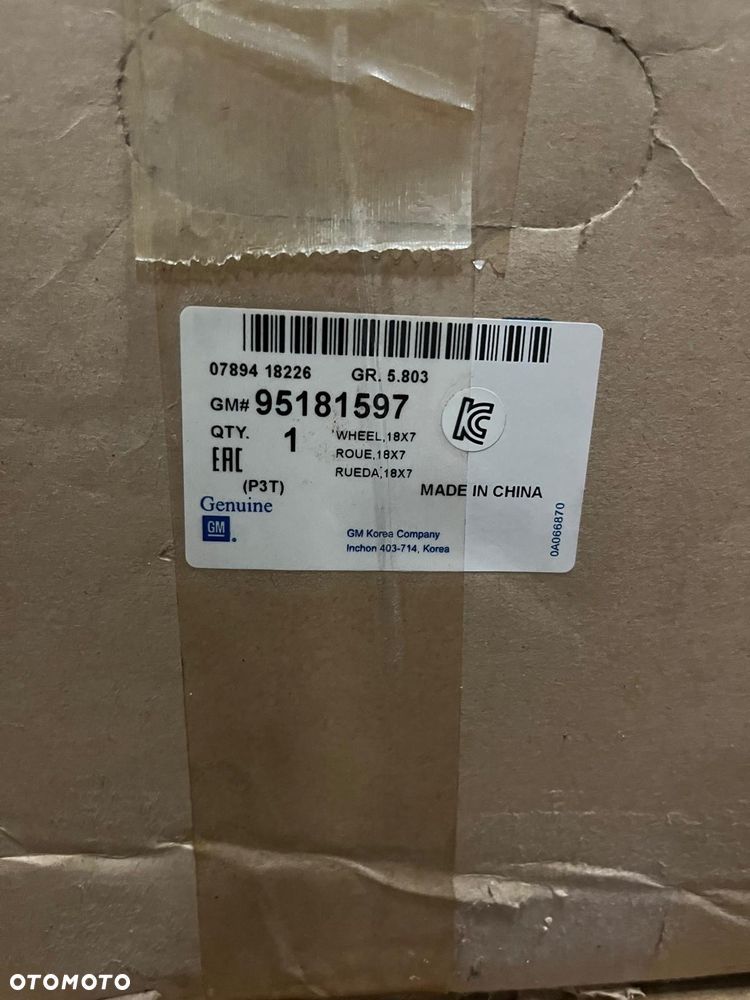 07894 18226 GR. 5.803
GM# 95181597
QTY. 1
WHEEL,18X7
ROUE,18X7
RUEDA,18X7
EAC
(P3T)
MADE IN CHINA
Genuine
GM
GM Korea Company
Inchon 403-714, Korea
0A066870
KC
OTOMOTO